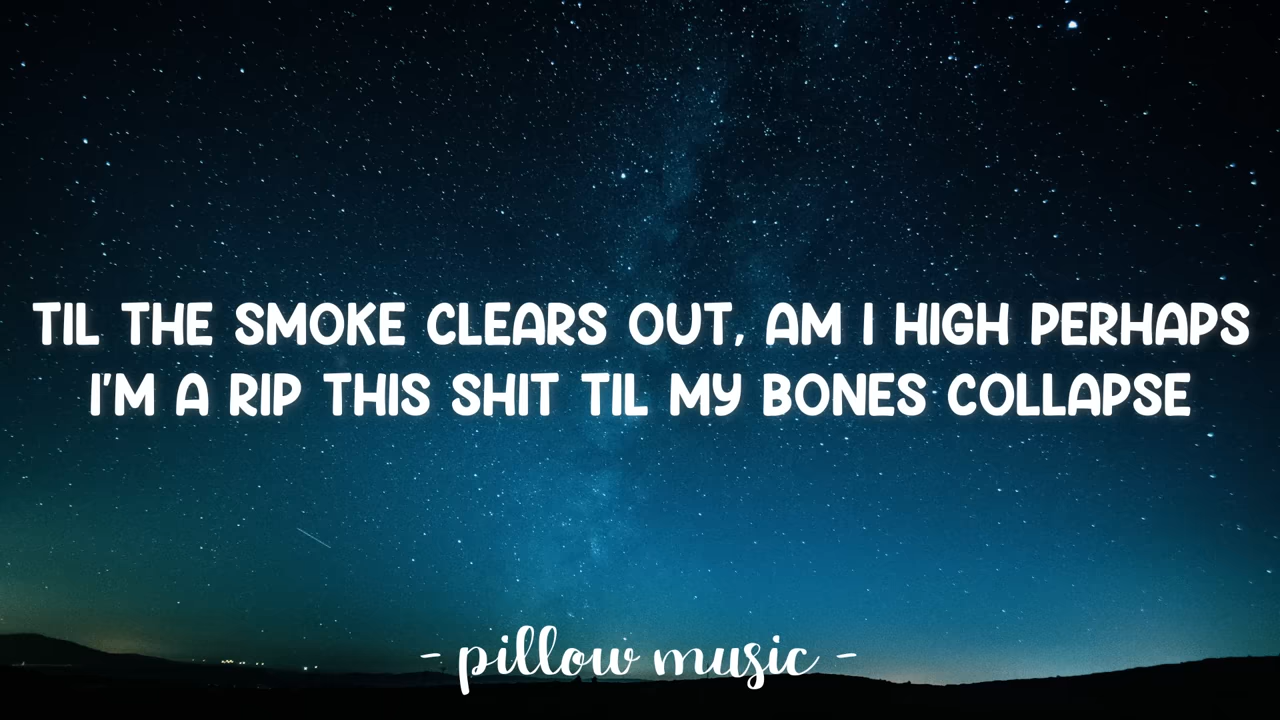 TIL THE SMOKE CLEARS OUT, AM I HIGH PERHAPS
I'M A RIP THIS SHIT TIL MY BONES COLLAPSE
- pillow music -